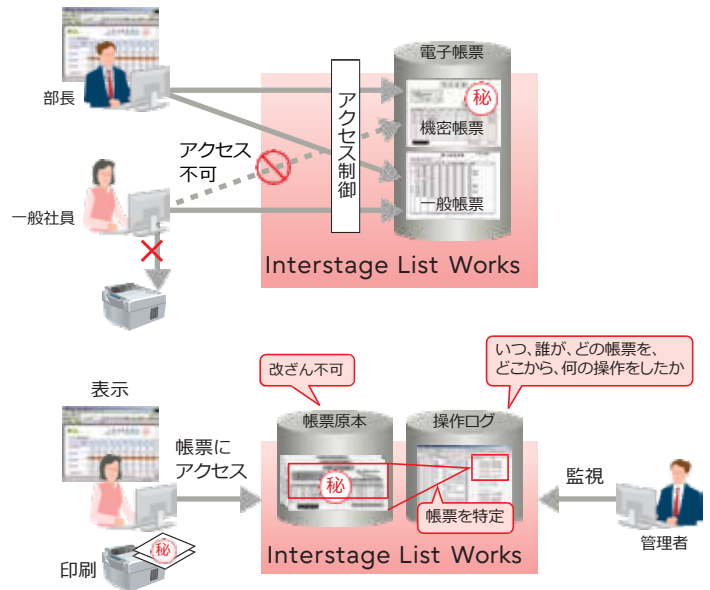 部長
一般社員
アクセス
不可
アクセス制御
電子帳票
秘
機密帳票
一般帳票
Interstage List Works
いつ、誰が、どの帳票を、
どこから、何の操作をしたか
改ざん不可
表示
帳票に
アクセス
帳票原本
操作ログ
秘
帳票を特定
監視
管理者
印刷
秘
Interstage List Works